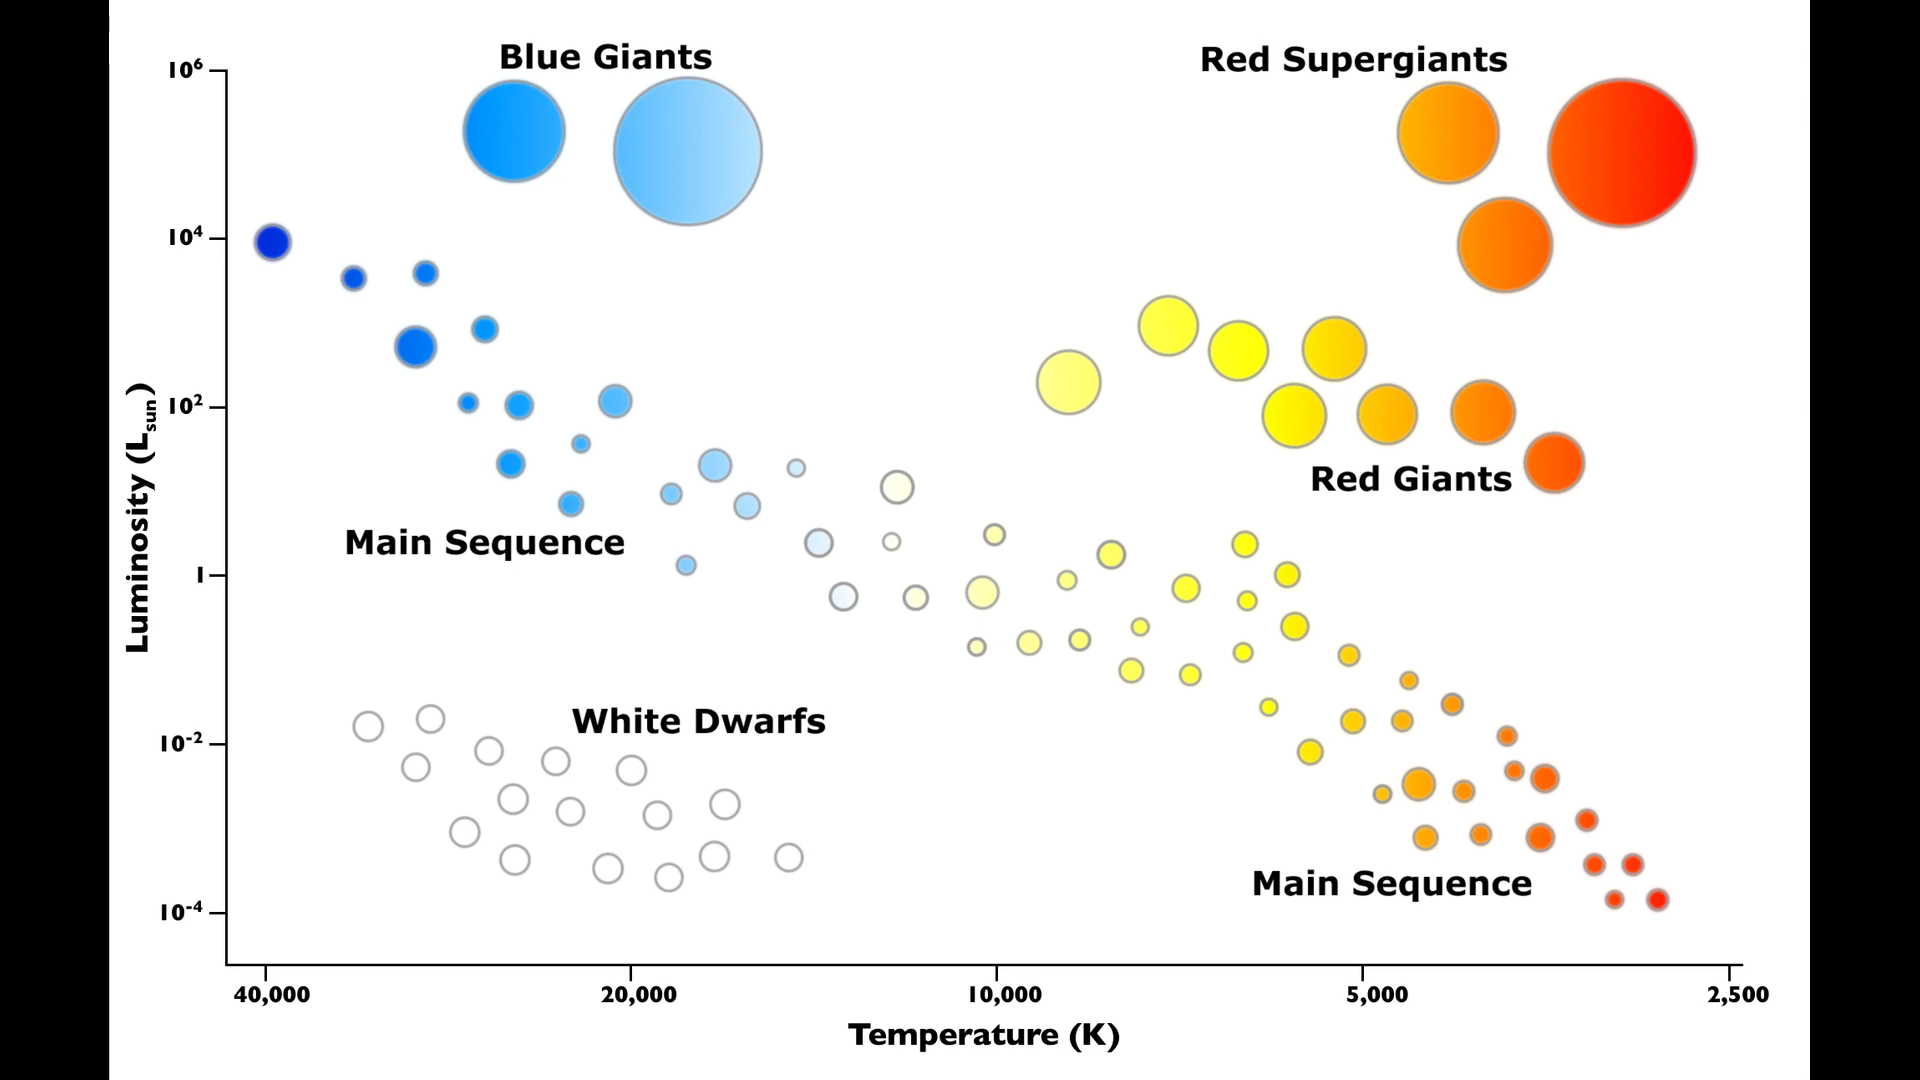 Blue Giants
Red Supergiants
10⁶
10⁴
10²
1
10⁻²
10⁻⁴
Luminosity (Lₛᵤₙ)
Red Giants
Main Sequence
White Dwarfs
Main Sequence
40,000
20,000
10,000
5,000
2,500
Temperature (K)